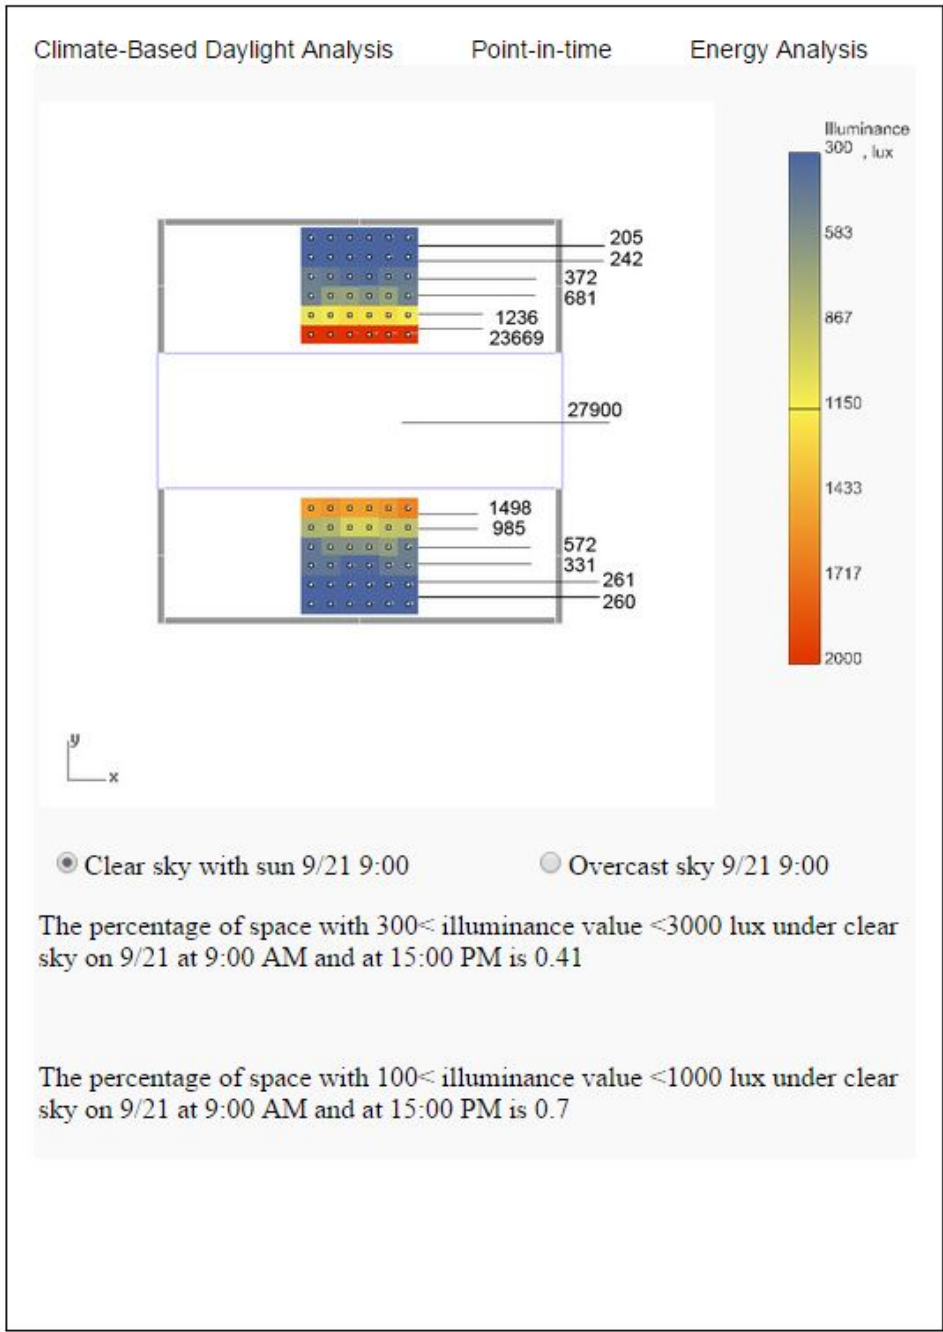 Climate-Based Daylight Analysis Point-in-time Energy Analysis
Illuminance
300 , lux
583
867
1150
1433
1717
2000
205
242
372
681
1236
23669
27900
1498
985
572
331
261
260
y
x
Clear sky with sun 9/21 9:00 Overcast sky 9/21 9:00
The percentage of space with 300< illuminance value <3000 lux under clear
sky on 9/21 at 9:00 AM and at 15:00 PM is 0.41
The percentage of space with 100< illuminance value <1000 lux under clear
sky on 9/21 at 9:00 AM and at 15:00 PM is 0.7